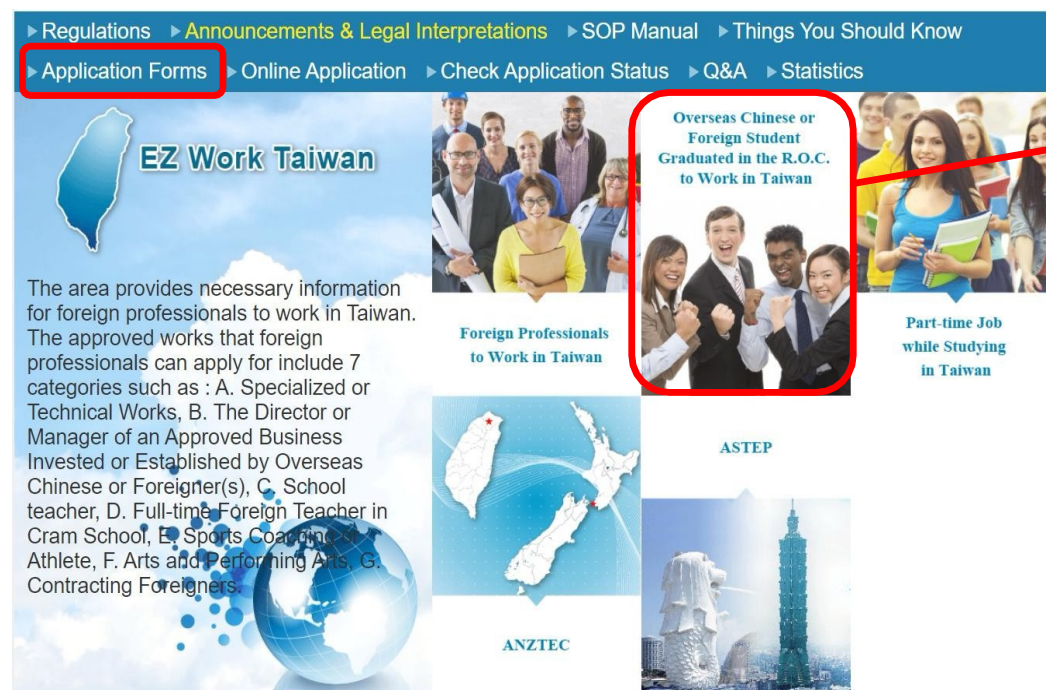 Regulations Announcements & Legal Interpretations SOP Manual Things You Should Know
Application Forms Online Application Check Application Status Q&A Statistics
EZ Work Taiwan
The area provides necessary information
for foreign professionals to work in Taiwan.
The approved works that foreign
professionals can apply for include 7
categories such as : A. Specialized or
Technical Works, B. The Director or
Manager of an Approved Business
Invested or Established by Overseas
Chinese or Foreigner(s), C. School
teacher, D. Full-time Foreign Teacher in
Cram School, E. Sports Coaching or
Athlete, F. Arts and Performing Arts, G.
Contracting Foreigners.
Foreign Professionals
to Work in Taiwan
Overseas Chinese or
Foreign Student
Graduated in the R.O.C.
to Work in Taiwan
Part-time Job
while Studying
in Taiwan
ANZTEC
ASTEP